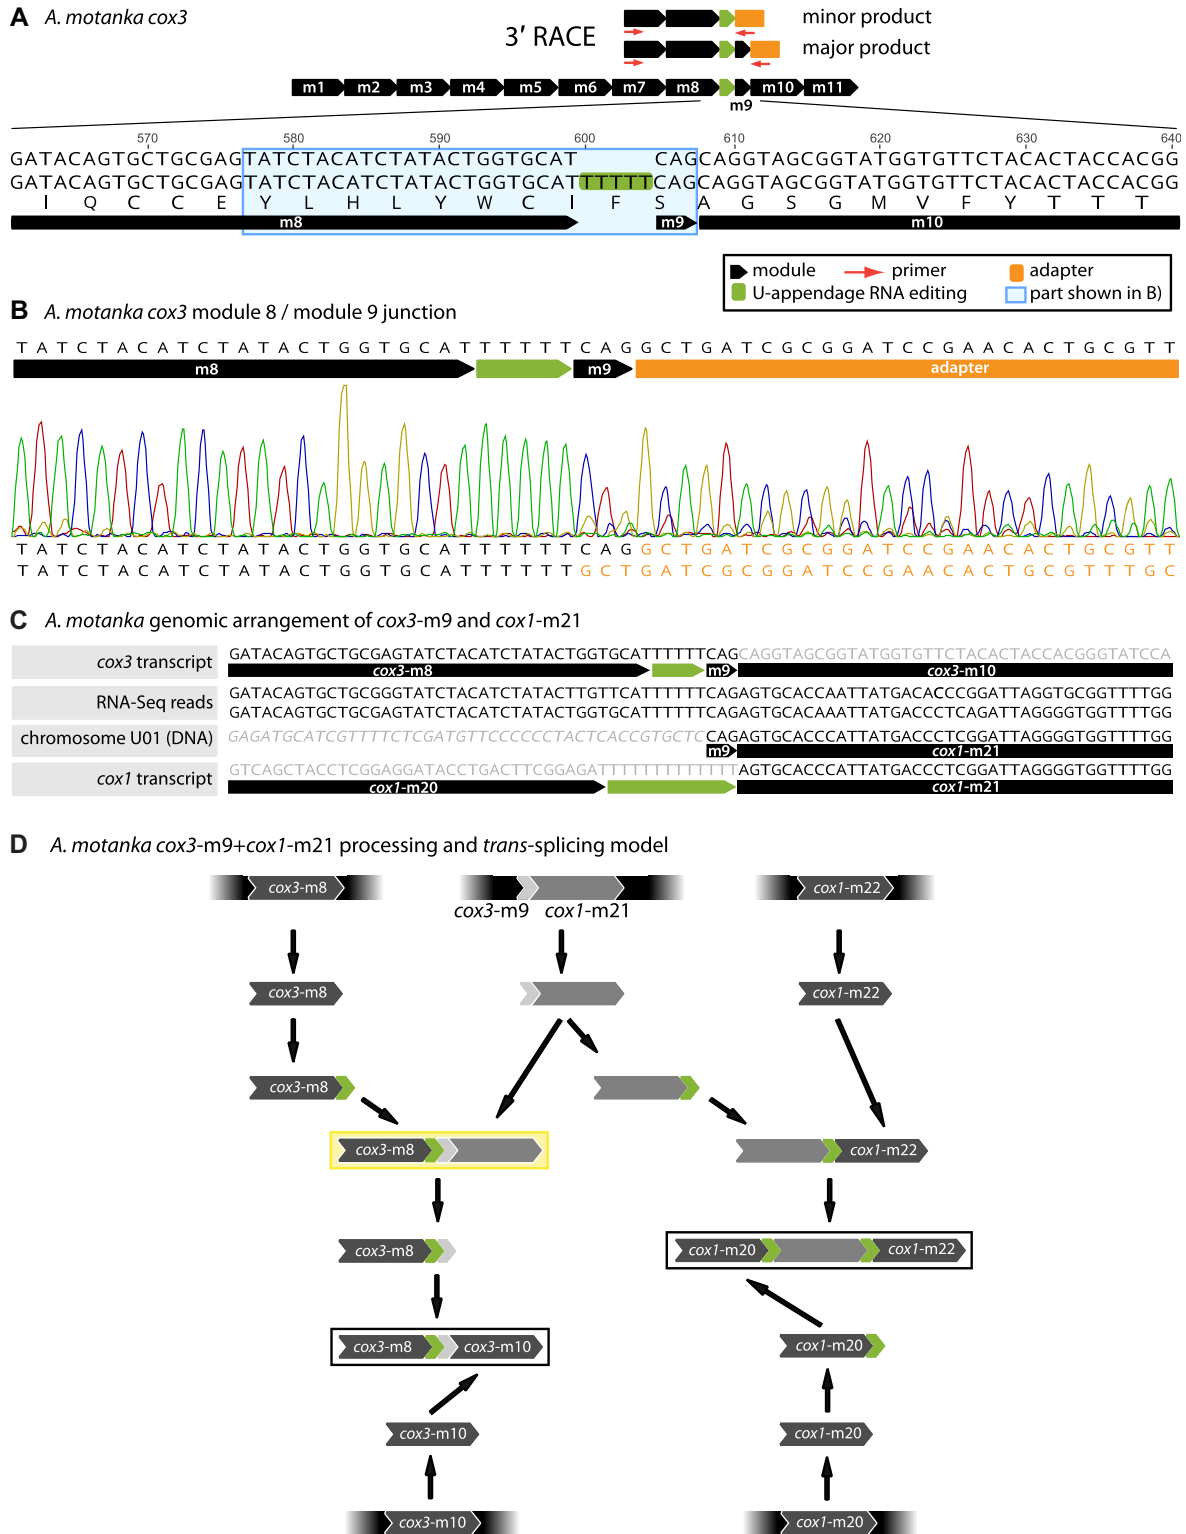 A A. motanka cox3
3′ RACE
minor product
major product
m1 m2 m3 m4 m5 m6 m7 m8 m10 m11
m9
570 580 590 600 610 620 630 640
GATACAGTGCTGCGAGTATCTACATCTATACTGGTGCAT CAGCAGGTAGCGGTATGGTGTTCTACACTACCACGG
GATACAGTGCTGCGAGTATCTACATCTATACTGGTGCATTTTTTCAGCAGGTAGCGGTATGGTGTTCTACACTACCACGG
I Q C C E Y L H L Y W C I F S A G S G M V F Y T T T
m8 m9 m10
module primer adapter
U-appendage RNA editing part shown in B)
B A. motanka cox3 module 8 / module 9 junction
T A T C T A C A T C T A T A C T G G T G C A T T T T T T C A G G C T G A T C G C G G A T C C G A A C A C T G C G T T
m8 m9 adapter
T A T C T A C A T C T A T A C T G G T G C A T T T T T T C A G G C T G A T C G C G G A T C C G A A C A C T G C G T T
T A T C T A C A T C T A T A C T G G T G C A T T T T T T G C T G A T C G C G G A T C C G A A C A C T G C G T T T G C
C A. motanka genomic arrangement of cox3-m9 and cox1-m21
cox3 transcript GATACAGTGCTGCGAGTATCTACATCTATACTGGTGCATTTTTTCAGCAGGTAGCGGTATGGTGTTCTACACTACCACGGGTATCCA
cox3-m8 m9 cox3-m10
RNA-Seq reads GATACAGTGCTGCGGGTATCTACATCTATACTTGTTCATTTTTTCAGAGTGCACCAATTATGACACCCGGATTAGGTGCGGTTTTGG
GATACAGTGCTGCGAGTATCTACATCTATACTGGTGCATTTTTTCAGAGTGCACAAATTATGACCCTCAGATTAGGGGTGGTTTTGG
chromosome U01 (DNA) GAGATGCATCGTTTTCTCGATGTTCCCCCCTACTCACCGTGCTCCAGAGTGCACCCATTATGACCCTCGGATTAGGGGTGGTTTTGG
m9 cox1-m21
cox1 transcript GTCAGCTACCTCGGAGGATACCTGACTTCGGAGATTTTTTTTTTTTTAGTGCACCCATTATGACCCTCGGATTAGGGGTGGTTTTGG
cox1-m20 cox1-m21
D A. motanka cox3-m9+cox1-m21 processing and trans-splicing model
cox3-m8 cox1-m22
cox3-m9 cox1-m21
cox3-m8 cox1-m22
cox3-m8
cox3-m8 cox1-m22
cox3-m8 cox1-m20 cox1-m22
cox3-m8 cox3-m10 cox1-m20
cox3-m10 cox1-m20
cox3-m10 cox1-m20